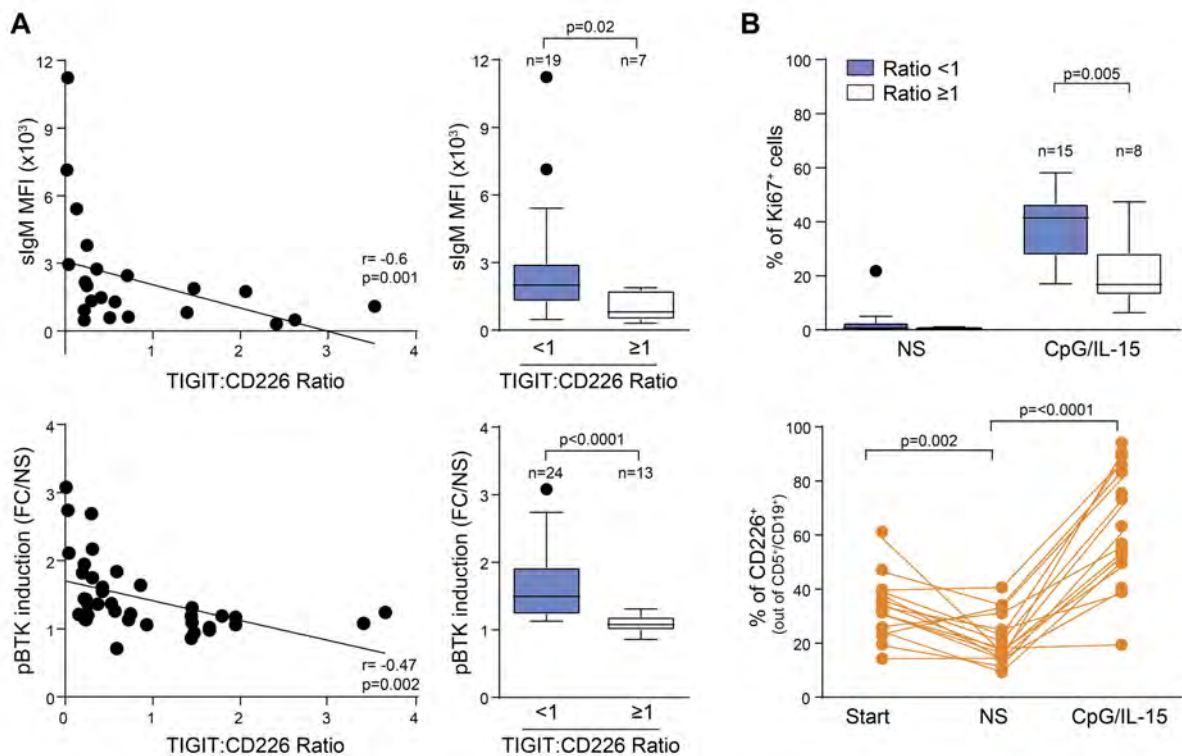 A
sIgM MFI (x10³)
12
9
6
3
0
0
1
2
3
4
r= -0.6
p=0.001
TIGIT:CD226 Ratio
p=0.02
n=19
n=7
sIgM MFI (x10³)
12
9
6
3
0
<1
≥1
TIGIT:CD226 Ratio
pBTK induction (FC/NS)
4
3
2
1
0
0
1
2
3
4
r= -0.47
p=0.002
TIGIT:CD226 Ratio
p<0.0001
n=24
n=13
pBTK induction (FC/NS)
4
3
2
1
0
<1
≥1
TIGIT:CD226 Ratio
B
% of Ki67⁺ cells
100
80
60
40
20
0
Ratio <1
Ratio ≥1
p=0.005
n=15
n=8
NS
CpG/IL-15
% of CD226⁺
(out of CD5⁺/CD19⁺)
100
80
60
40
20
0
p=0.002
p=<0.0001
Start
NS
CpG/IL-15